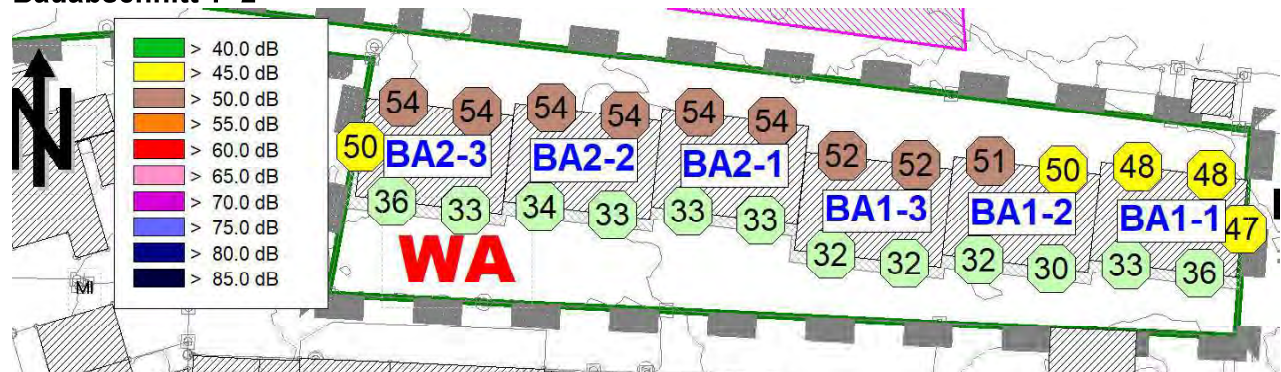 N
> 40.0 dB
> 45.0 dB
> 50.0 dB
> 55.0 dB
> 60.0 dB
> 65.0 dB
> 70.0 dB
> 75.0 dB
> 80.0 dB
> 85.0 dB
54 54 54 54 54 54
50 BA2-3 BA2-2 BA2-1
52 52 51 50 48 48
36 33 34 33 33 33
BA1-3 BA1-2 BA1-1 47
32 32 32 30 33 36
WA
MI